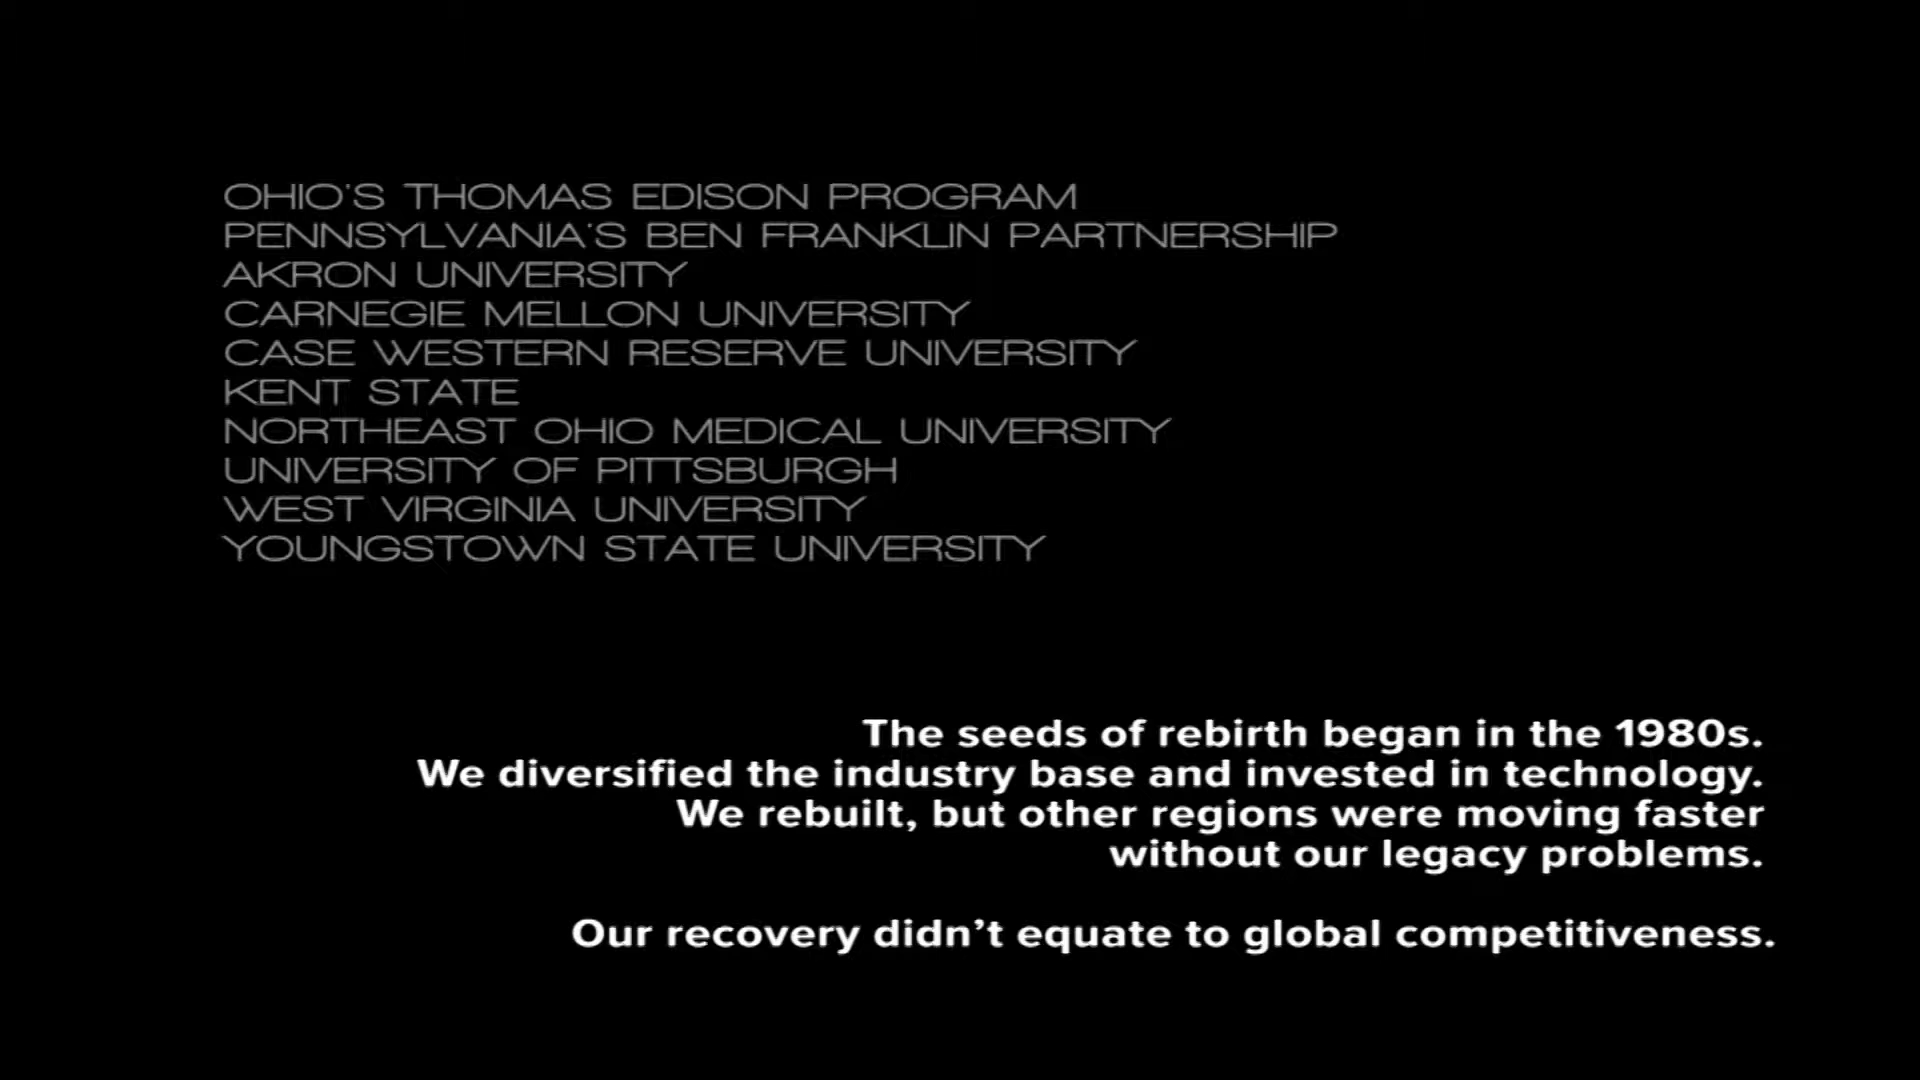 OHIO'S THOMAS EDISON PROGRAM
PENNSYLVANIA'S BEN FRANKLIN PARTNERSHIP
AKRON UNIVERSITY
CARNEGIE MELLON UNIVERSITY
CASE WESTERN RESERVE UNIVERSITY
KENT STATE
NORTHEAST OHIO MEDICAL UNIVERSITY
UNIVERSITY OF PITTSBURGH
WEST VIRGINIA UNIVERSITY
YOUNGSTOWN STATE UNIVERSITY
The seeds of rebirth began in the 1980s.
We diversified the industry base and invested in technology.
We rebuilt, but other regions were moving faster
without our legacy problems.
Our recovery didn’t equate to global competitiveness.